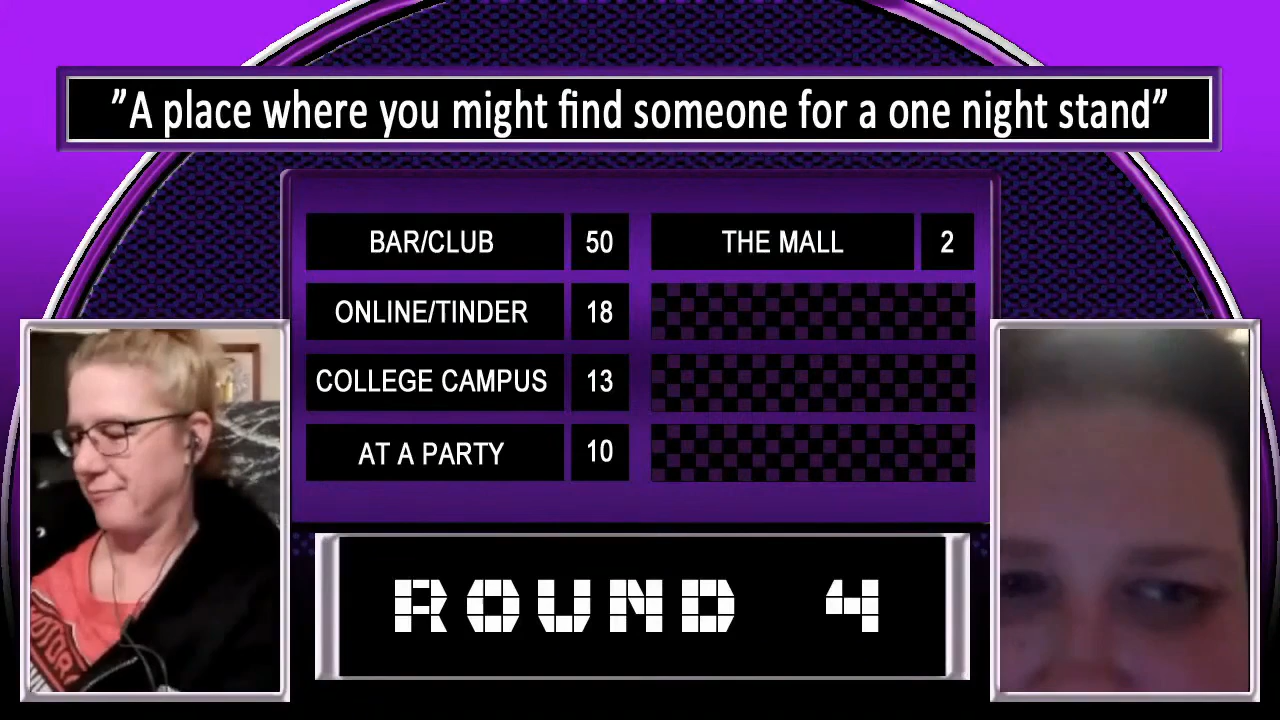 "A place where you might find someone for a one night stand"
BAR/CLUB 50
ONLINE/TINDER 18
COLLEGE CAMPUS 13
AT A PARTY 10
THE MALL 2
ROUND 4